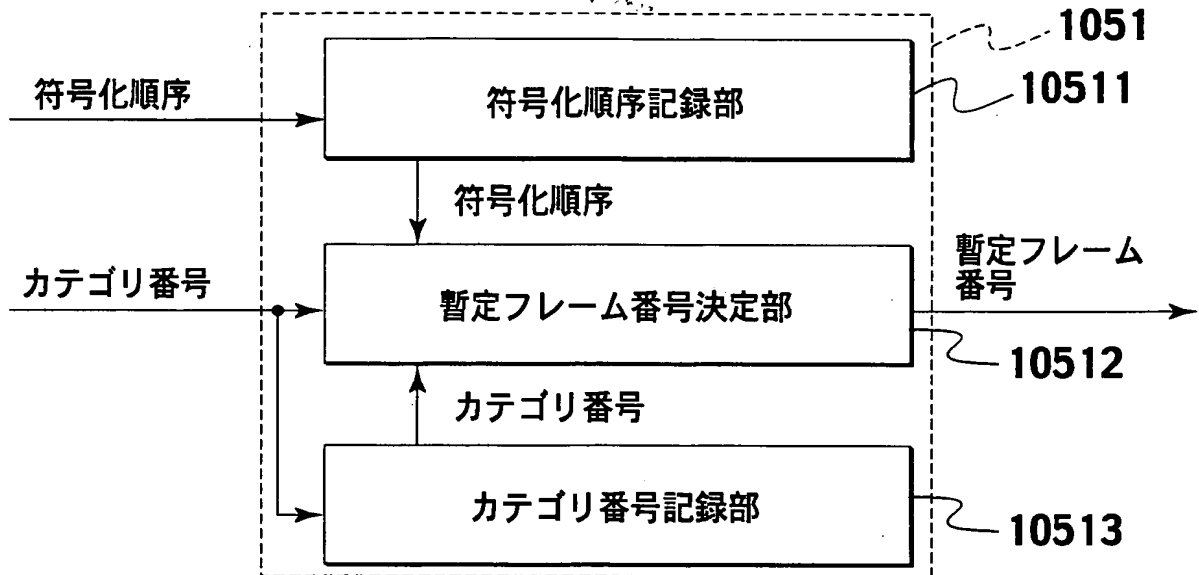 1051
符号化順序
符号化順序記録部
10511
符号化順序
カテゴリ番号
暫定フレーム番号決定部
暫定フレーム
番号
10512
カテゴリ番号
カテゴリ番号記録部
10513